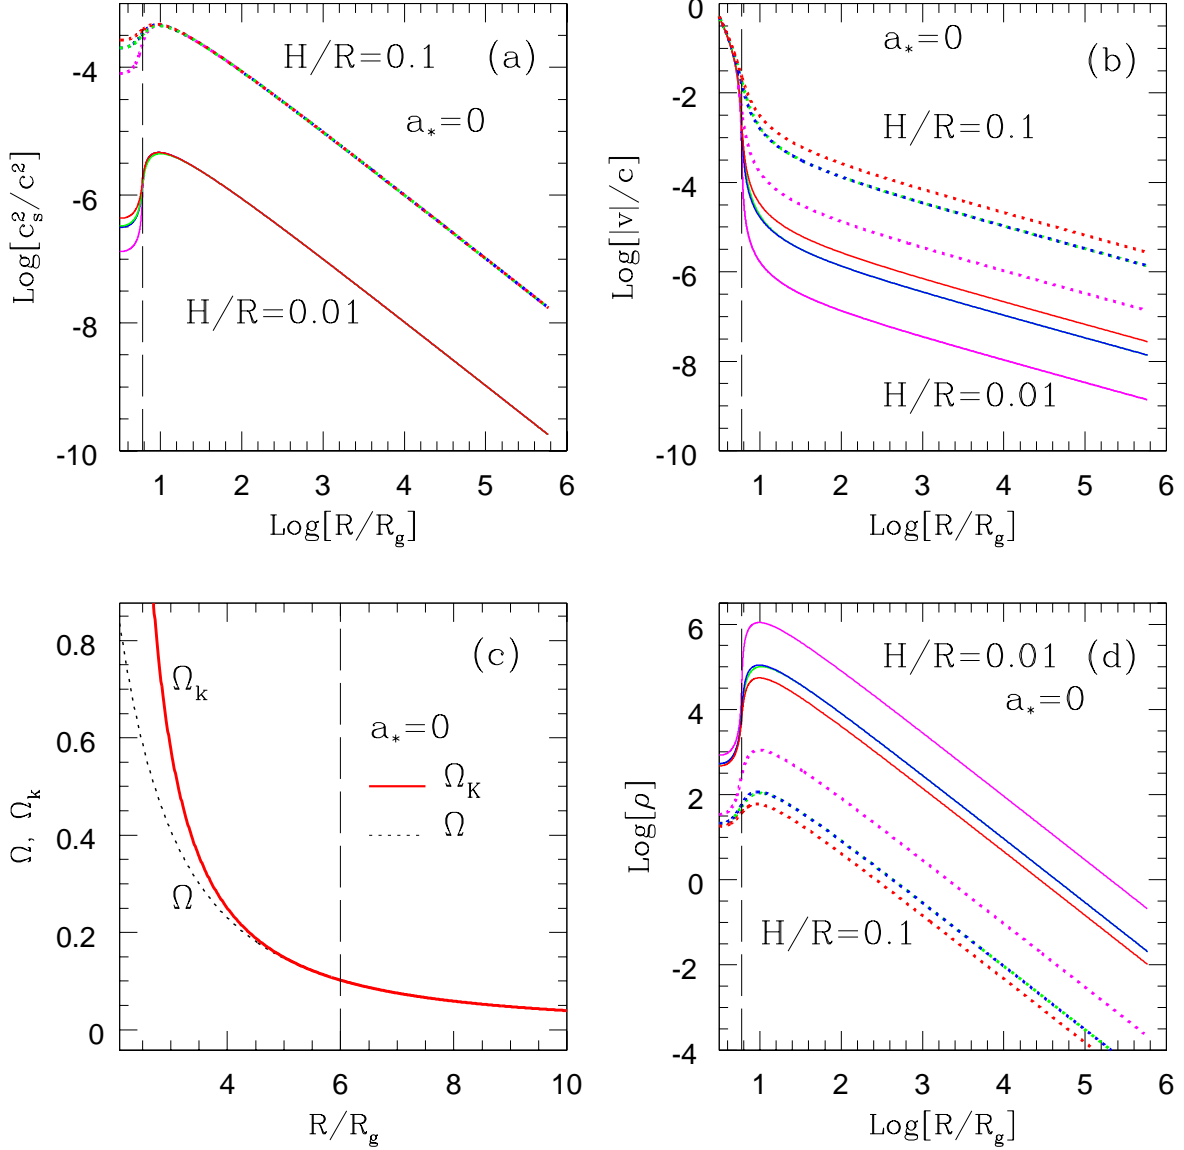 H/R=0.1 (a)
a*=0
H/R=0.01
Log[c_s^2/c^2]
-4
-6
-8
-10
1 2 3 4 5 6
Log[R/R_g]
a*=0
(b)
H/R=0.1
H/R=0.01
Log[|v|/c]
0
-2
-4
-6
-8
-10
1 2 3 4 5 6
Log[R/R_g]
(c)
Ω_k
a*=0
Ω_K
Ω
Ω
Ω, Ω_k
0.8
0.6
0.4
0.2
0
4 6 8 10
R/R_g
H/R=0.01 (d)
a*=0
H/R=0.1
Log[ρ]
6
4
2
0
-2
-4
1 2 3 4 5 6
Log[R/R_g]